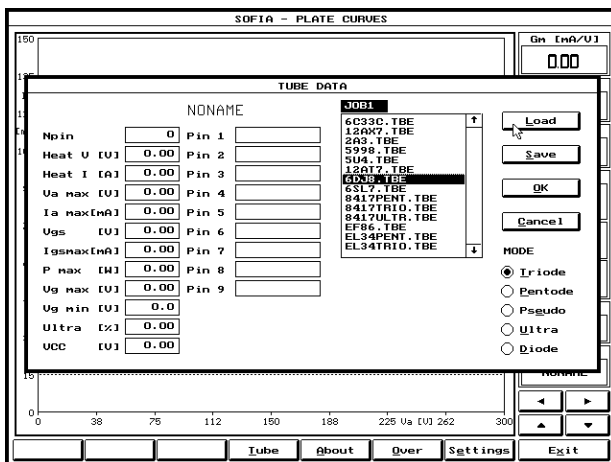 SOFIA - PLATE CURVES
150
Gm [mA/V]
0.00
TUBE DATA
NONAME
JOB1
Npin 0 Pin 1
Heat V [V] 0.00 Pin 2
Heat I [A] 0.00 Pin 3
Va max [V] 0.00 Pin 4
Ia max[mA] 0.00 Pin 5
Vgs [V] 0.00 Pin 6
Igsmax[mA] 0.00 Pin 7
P max [W] 0.00 Pin 8
Vg max [V] 0.00 Pin 9
Vg min [V] 0.0
Ultra [%] 0.00
VCC [V] 0.00
6C33C.TBE
12AX7.TBE
2A3.TBE
5998.TBE
5U4.TBE
12AT7.TBE
6DJ8.TBE
6SL7.TBE
8417PENT.TBE
8417TRIO.TBE
8417ULTR.TBE
EF86.TBE
EL34PENT.TBE
EL34TRIO.TBE
Load
Save
OK
Cancel
MODE
Triode
Pentode
Pseudo
Ultra
Diode
15
0
0 38 75 112 150 188 225 Va [V] 262 300
Tube About Over Settings Exit